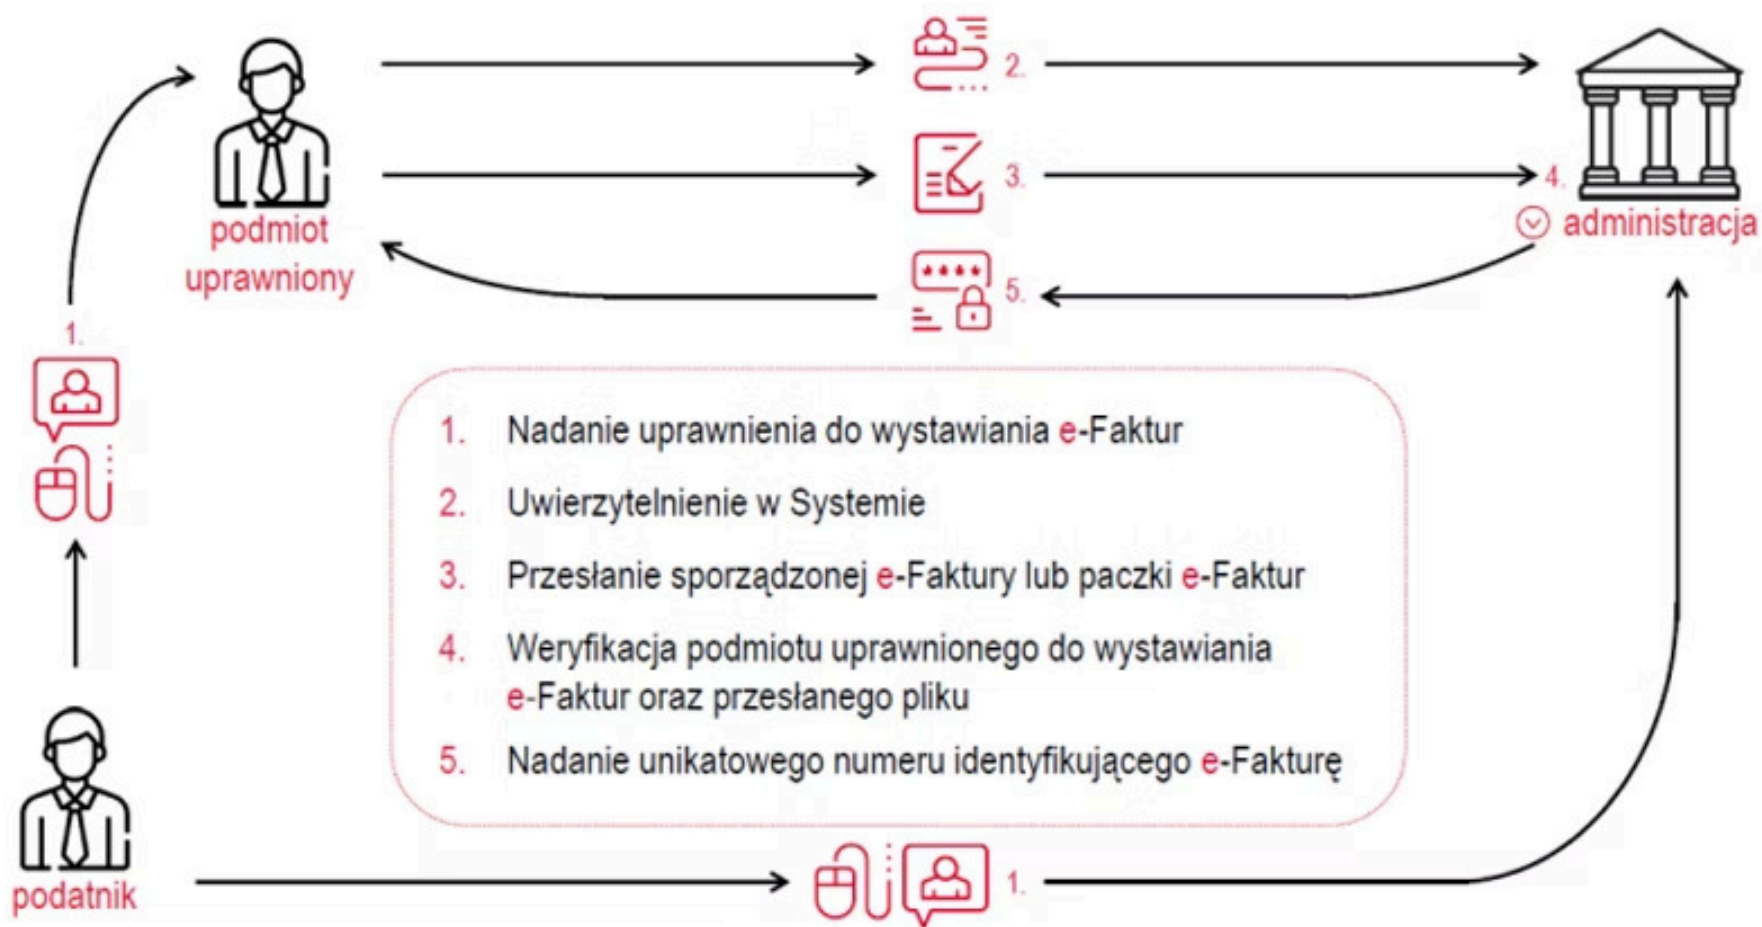 2.
3.
4.
podmiot
uprawniony
administracja
5.
1.
1. Nadanie uprawnienia do wystawiania e-Faktur
2. Uwierzytelnienie w Systemie
3. Przesłanie sporządzonej e-Faktury lub paczki e-Faktur
4. Weryfikacja podmiotu uprawnionego do wystawiania
e-Faktur oraz przesłanego pliku
5. Nadanie unikatowego numeru identyfikującego e-Fakturę
podatnik
1.